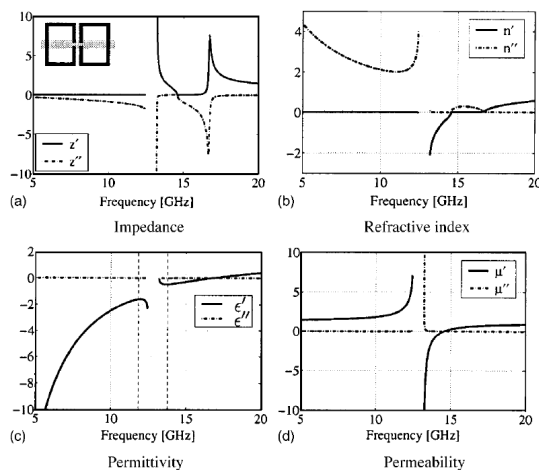 10
5
0
-5
-10
z′
z″
5
10
15
20
(a)
Frequency [GHz]
Impedance
4
2
0
-2
n′
n″
5
10
15
20
(b)
Frequency [GHz]
Refractive index
2
0
-2
-4
-6
-8
-10
ϵ′
ϵ″
5
10
15
20
(c)
Frequency [GHz]
Permittivity
10
5
0
-5
-10
μ′
μ″
5
10
15
20
(d)
Frequency [GHz]
Permeability